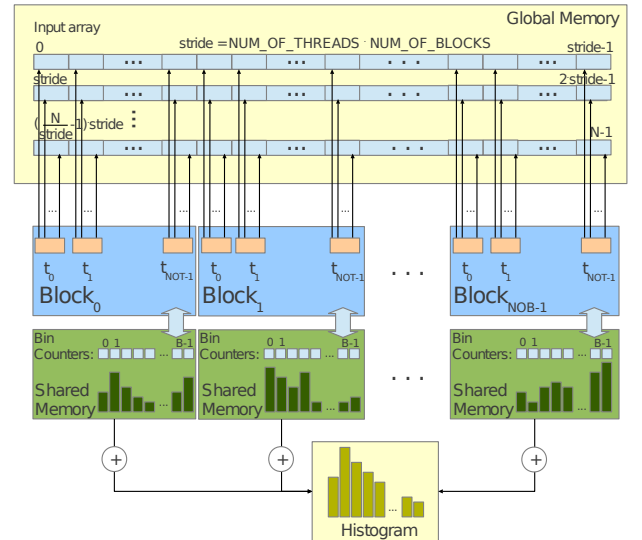 Global Memory
Input array
0 stride =NUM_OF_THREADS · NUM_OF_BLOCKS stride-1
... ... ... . . . ...
stride 2·stride-1
... ... ... . . . ...
(N/stride -1)stride ... N-1
... ... ... . . . ...
... ... ... ... ... ...
t0 t1 tNOT-1 t0 t1 tNOT-1 . . . t0 t1 tNOT-1
Block0 Block1 BlockNOB-1
Bin 0 1 B-1 Bin 0 1 B-1 Bin 0 1 B-1
Counters: ... Counters: ... Counters: ...
Shared Shared . . . Shared
Memory ... Memory ... Memory ...
+ + +
...
Histogram